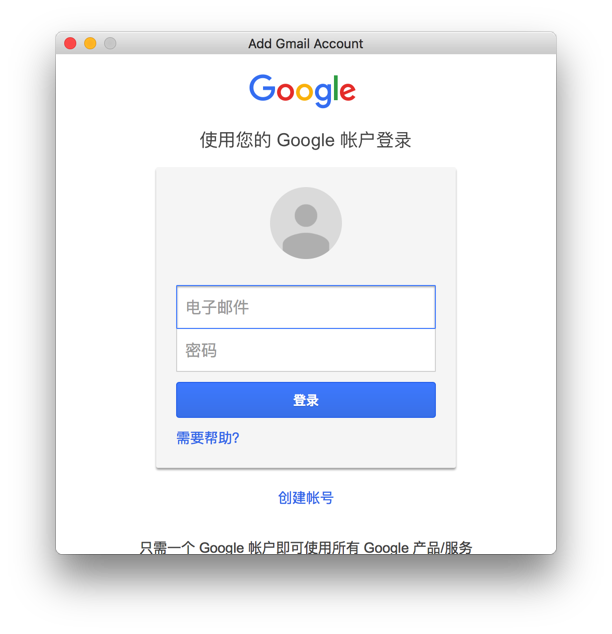 Add Gmail Account
Google
使用您的 Google 帐户登录
电子邮件
密码
登录
需要帮助?
创建帐号
只需一个 Google 帐户即可使用所有 Google 产品/服务